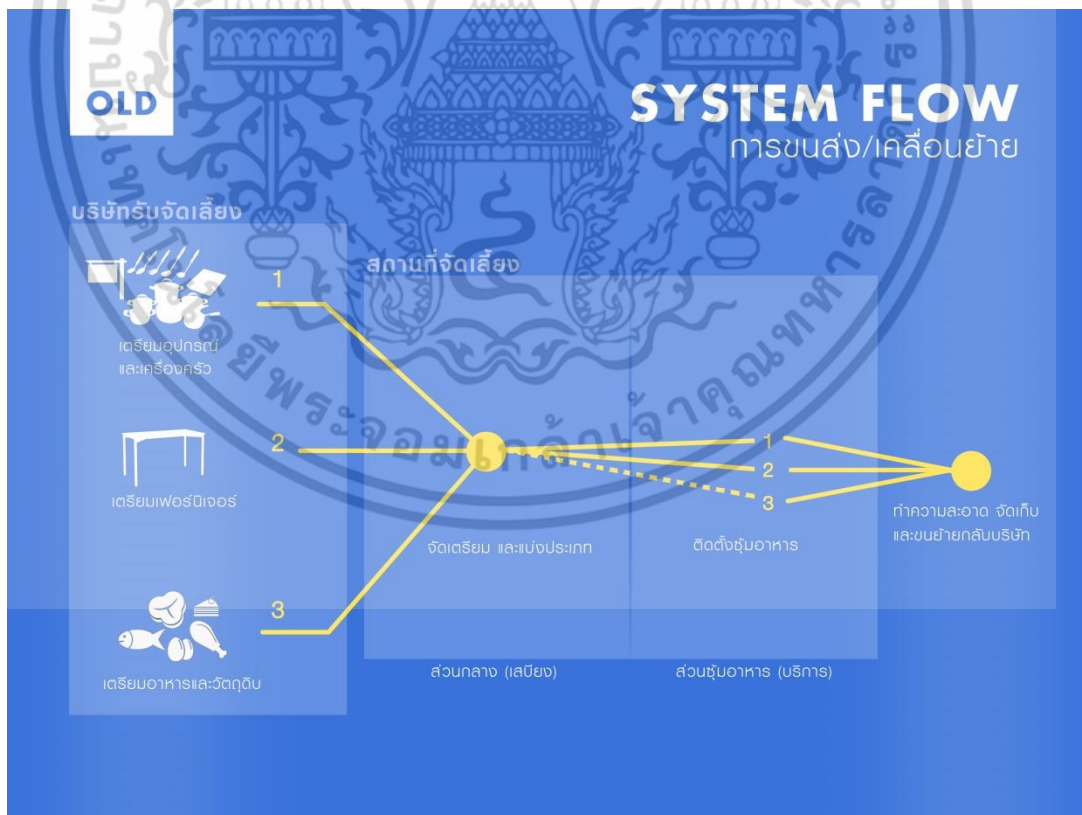 OLD
SYSTEM FLOW
การขนส่ง/เคลื่อนย้าย
บริษัทรับจัดเลี้ยง
สถานที่จัดเลี้ยง
1
เตรียมอุปกรณ์
และเครื่องครัว
2
เตรียมเฟอร์นิเจอร์
3
เตรียมอาหารและวัตถุดิบ
จัดเตรียม และแบ่งประเภท
1
2
3
ติดตั้งซุ้มอาหาร
ทำความสะอาด จัดเก็บ
และขนย้ายกลับบริษัท
ส่วนกลาง (เสบียง)
ส่วนซุ้มอาหาร (บริการ)